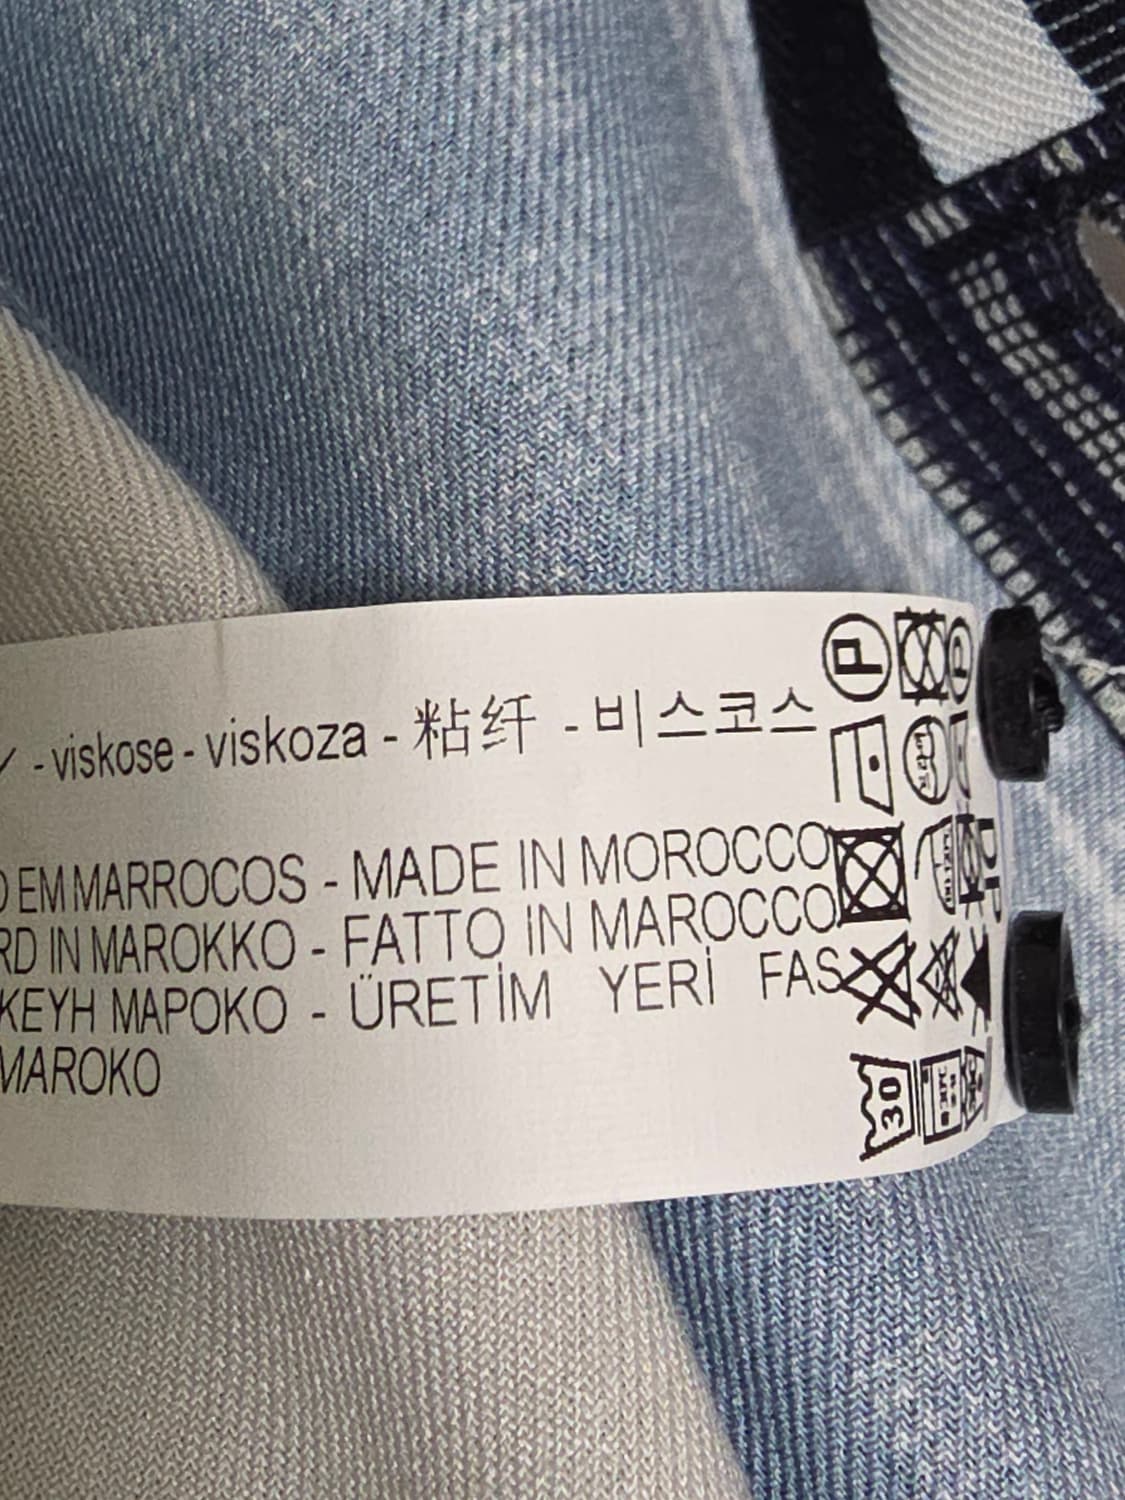 - viskose - viskoza - 粘纤 - 비스코스
EM MARROCOS - MADE IN MOROCCO
RD IN MAROKKO - FATTO IN MAROCCO
KEYH MAPOKO - ÜRETİM YERİ FAS
MAROKO
P
P
30
DP